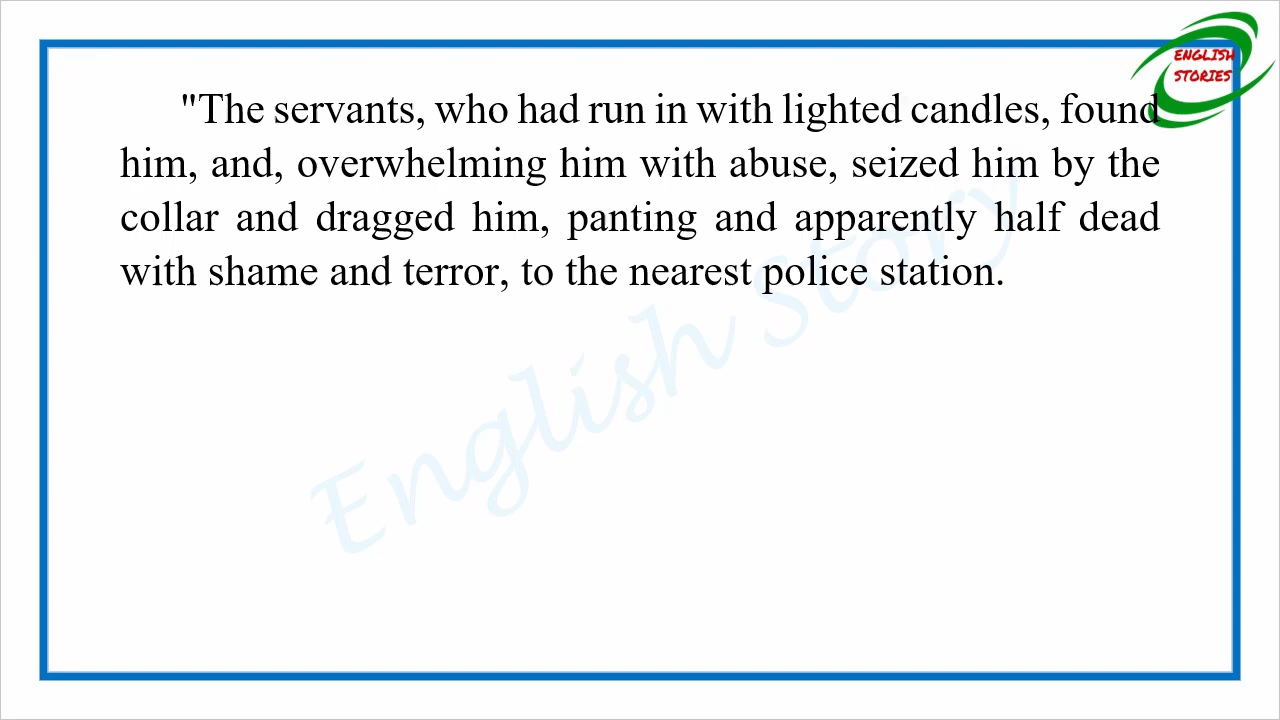 ENGLISH
STORIES
"The servants, who had run in with lighted candles, found
him, and, overwhelming him with abuse, seized him by the
collar and dragged him, panting and apparently half dead
with shame and terror, to the nearest police station.
English Story